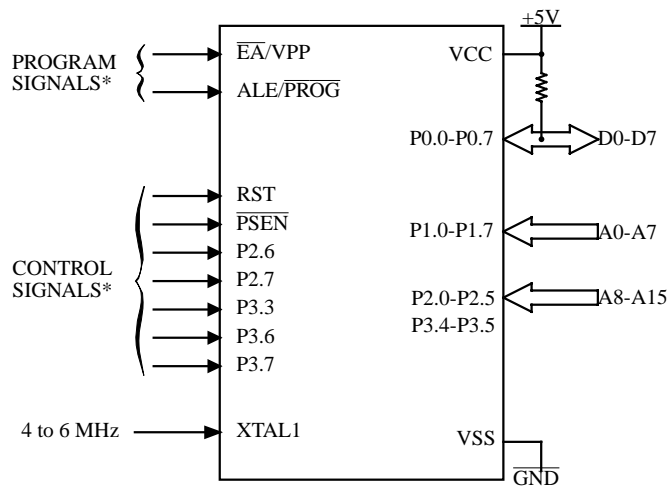 +5V
PROGRAM
SIGNALS*
EA/VPP
ALE/PROG
VCC
P0.0-P0.7
D0-D7
CONTROL
SIGNALS*
RST
PSEN
P2.6
P2.7
P3.3
P3.6
P3.7
P1.0-P1.7
A0-A7
P2.0-P2.5
P3.4-P3.5
A8-A15
4 to 6 MHz
XTAL1
VSS
GND